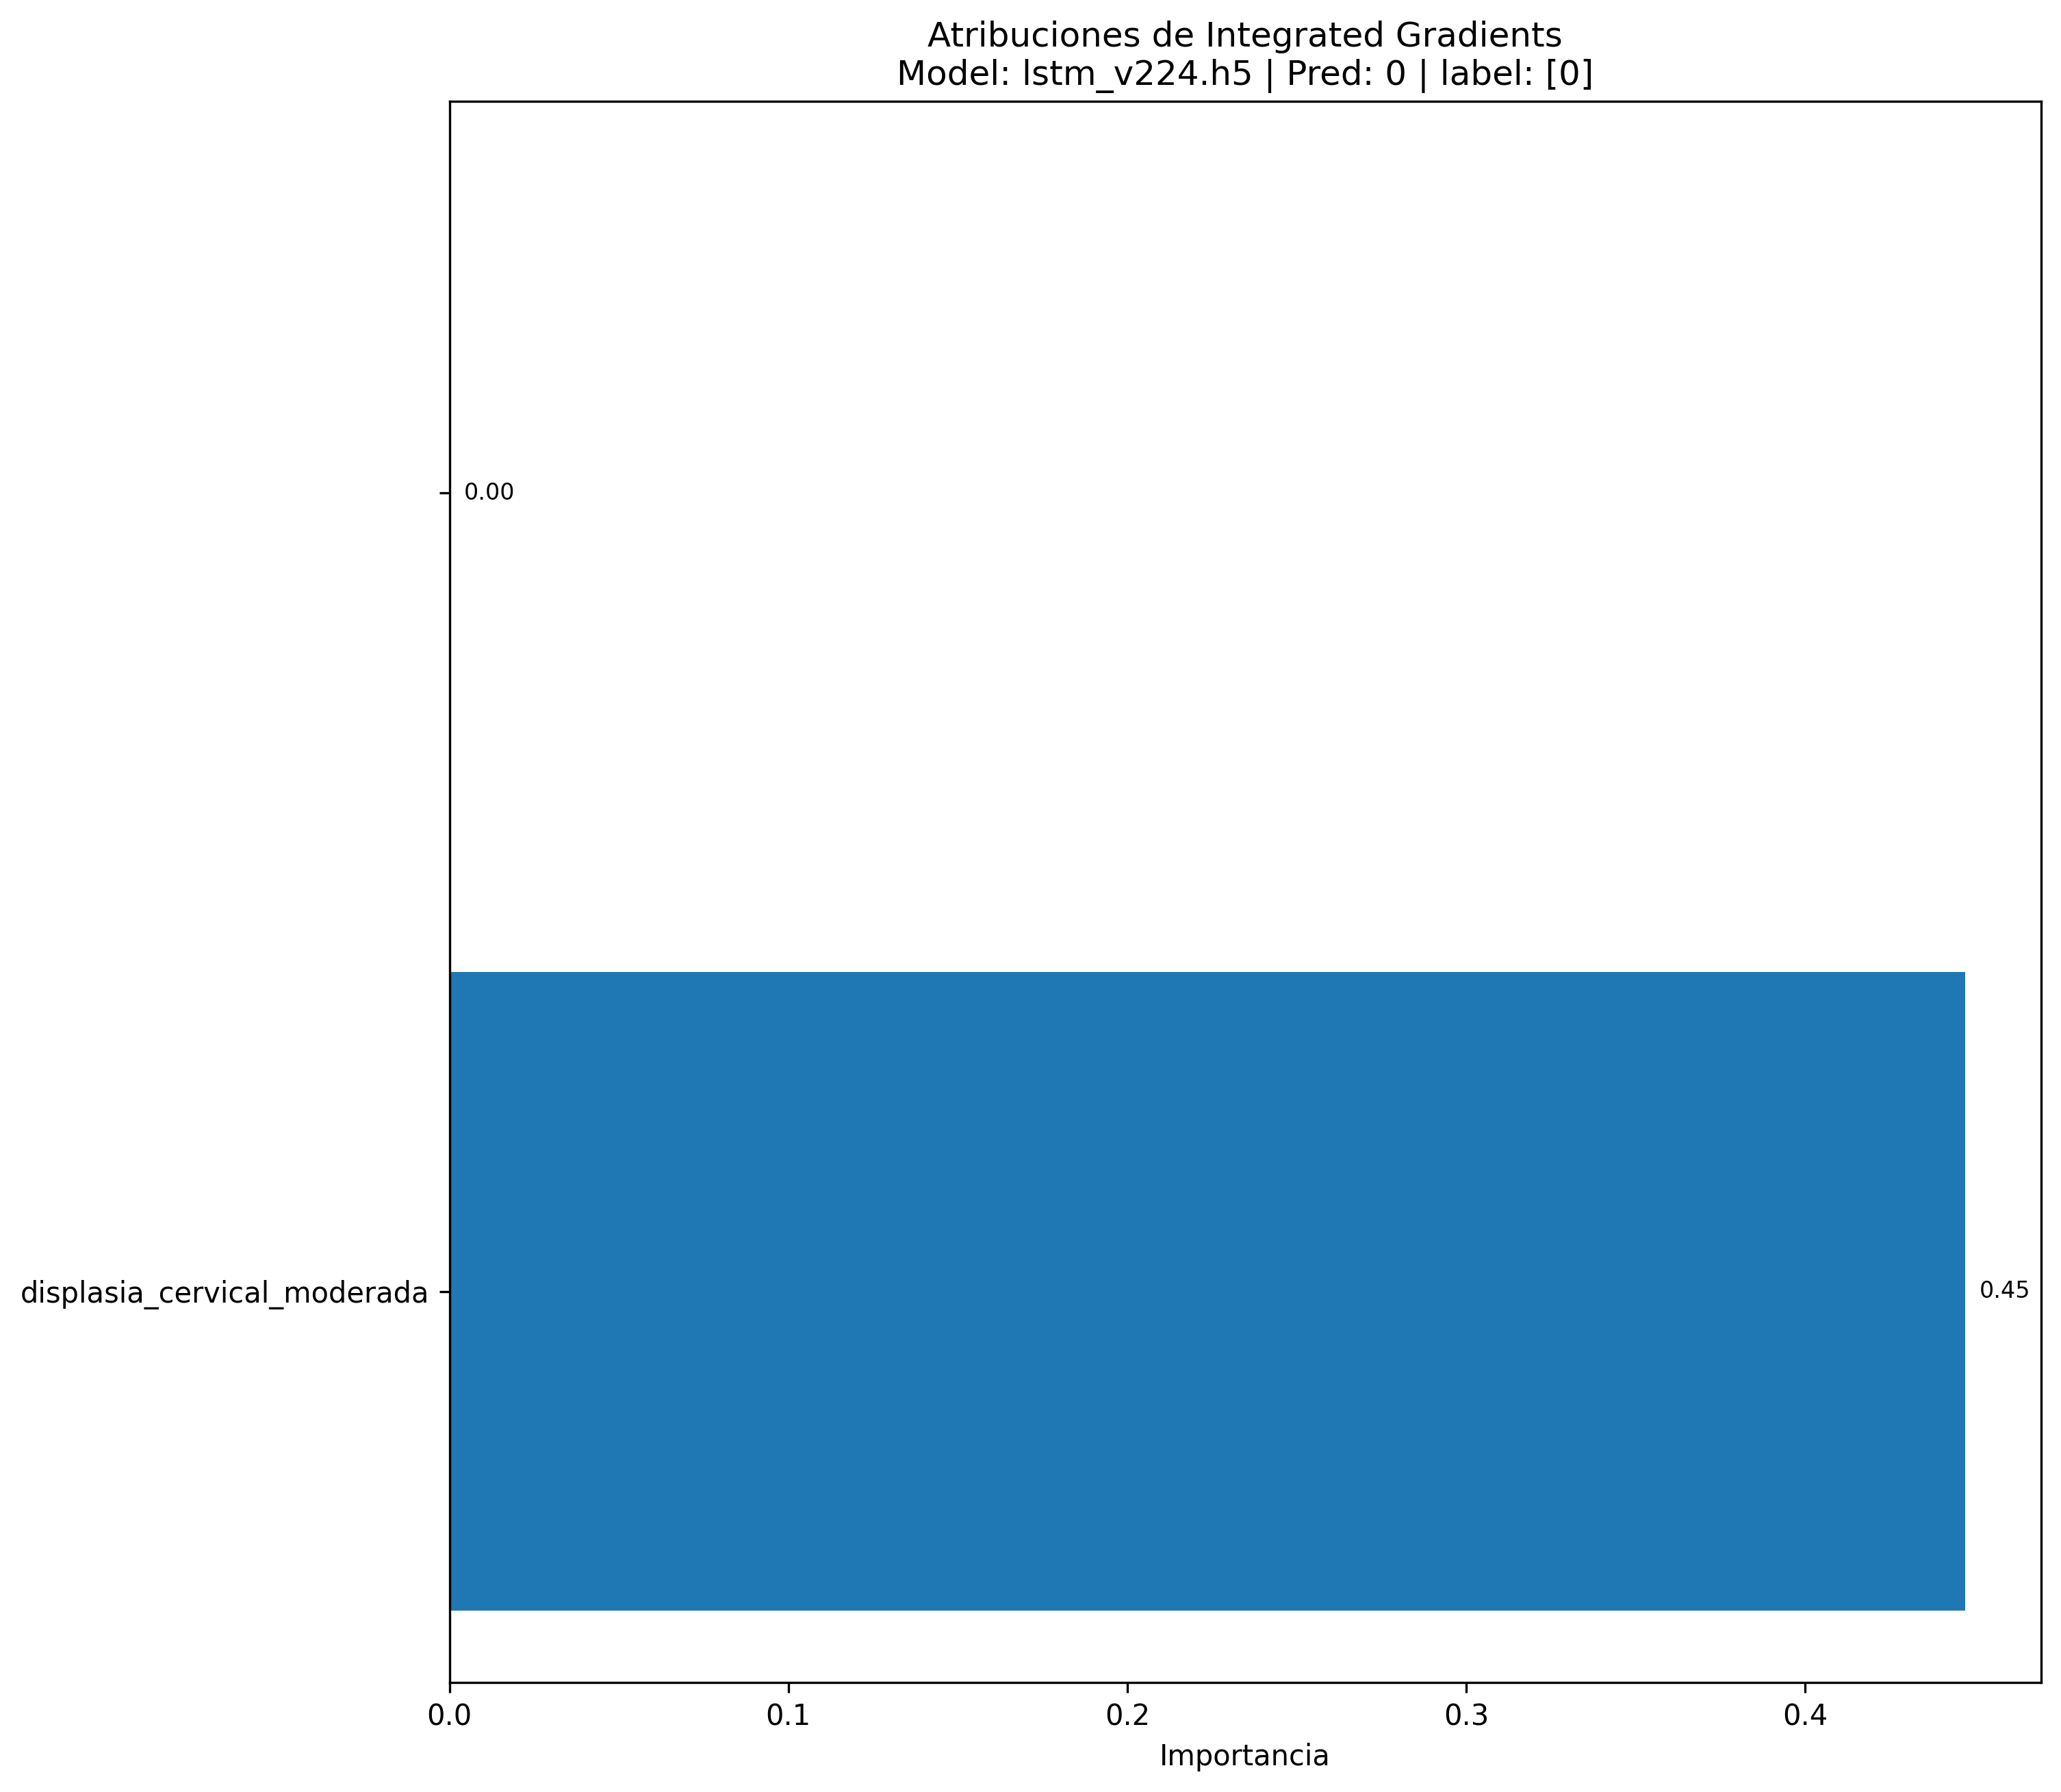 Atribuciones de Integrated Gradients
Model: lstm_v224.h5 | Pred: 0 | label: [0]
0.00
displasia_cervical_moderada
0.45
0.0 0.1 0.2 0.3 0.4
Importancia